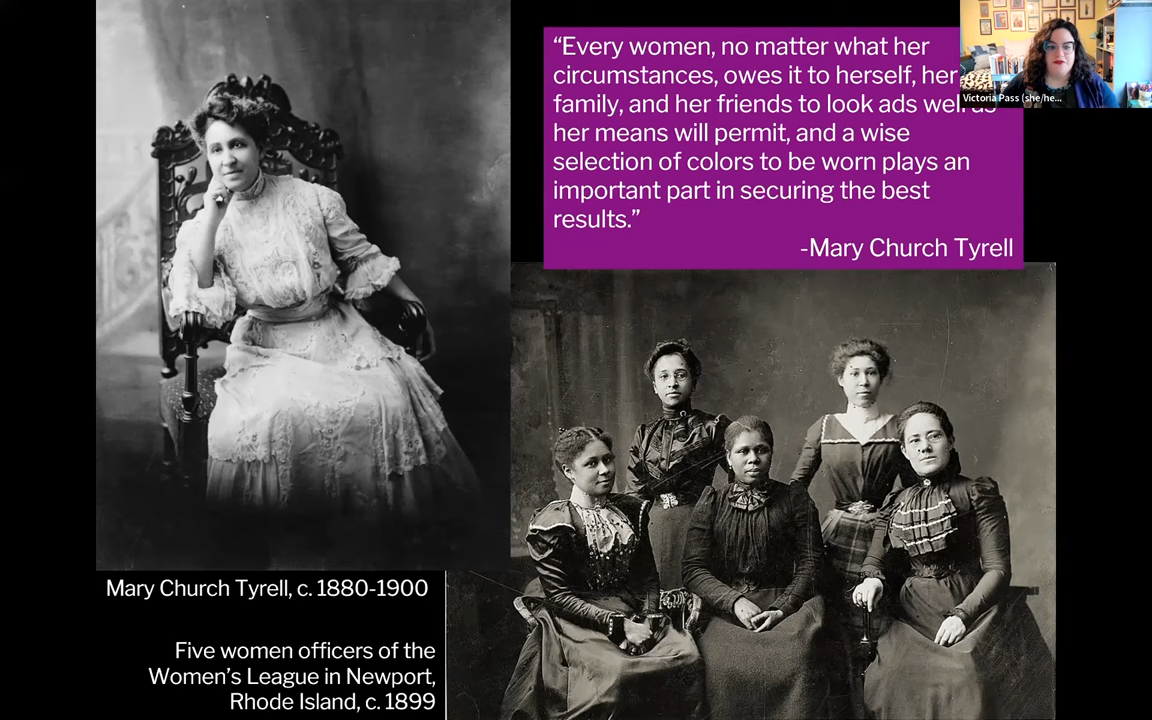 “Every women, no matter what her
circumstances, owes it to herself, her
family, and her friends to look ads well as
her means will permit, and a wise
selection of colors to be worn plays an
important part in securing the best
results.”
-Mary Church Tyrell
Victoria Pass (she/he...
Mary Church Tyrell, c. 1880-1900
Five women officers of the
Women’s League in Newport,
Rhode Island, c. 1899